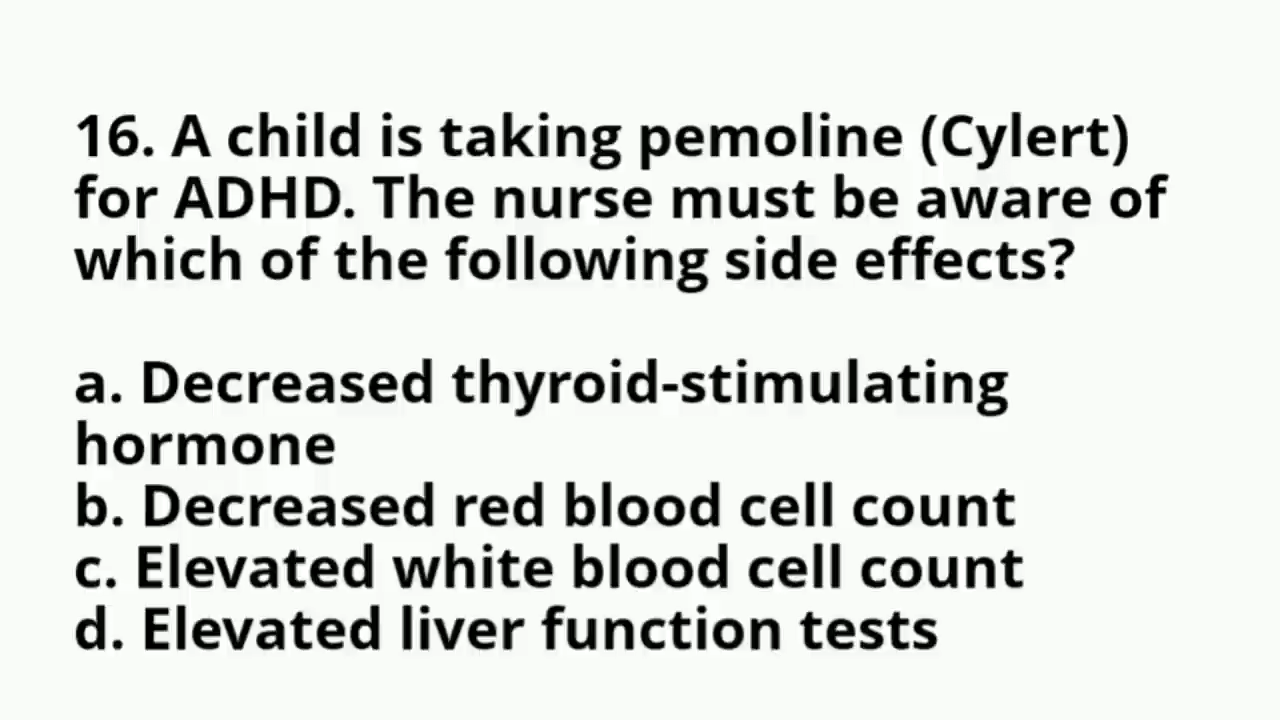 16. A child is taking pemoline (Cylert)
for ADHD. The nurse must be aware of
which of the following side effects?
a. Decreased thyroid-stimulating
hormone
b. Decreased red blood cell count
c. Elevated white blood cell count
d. Elevated liver function tests